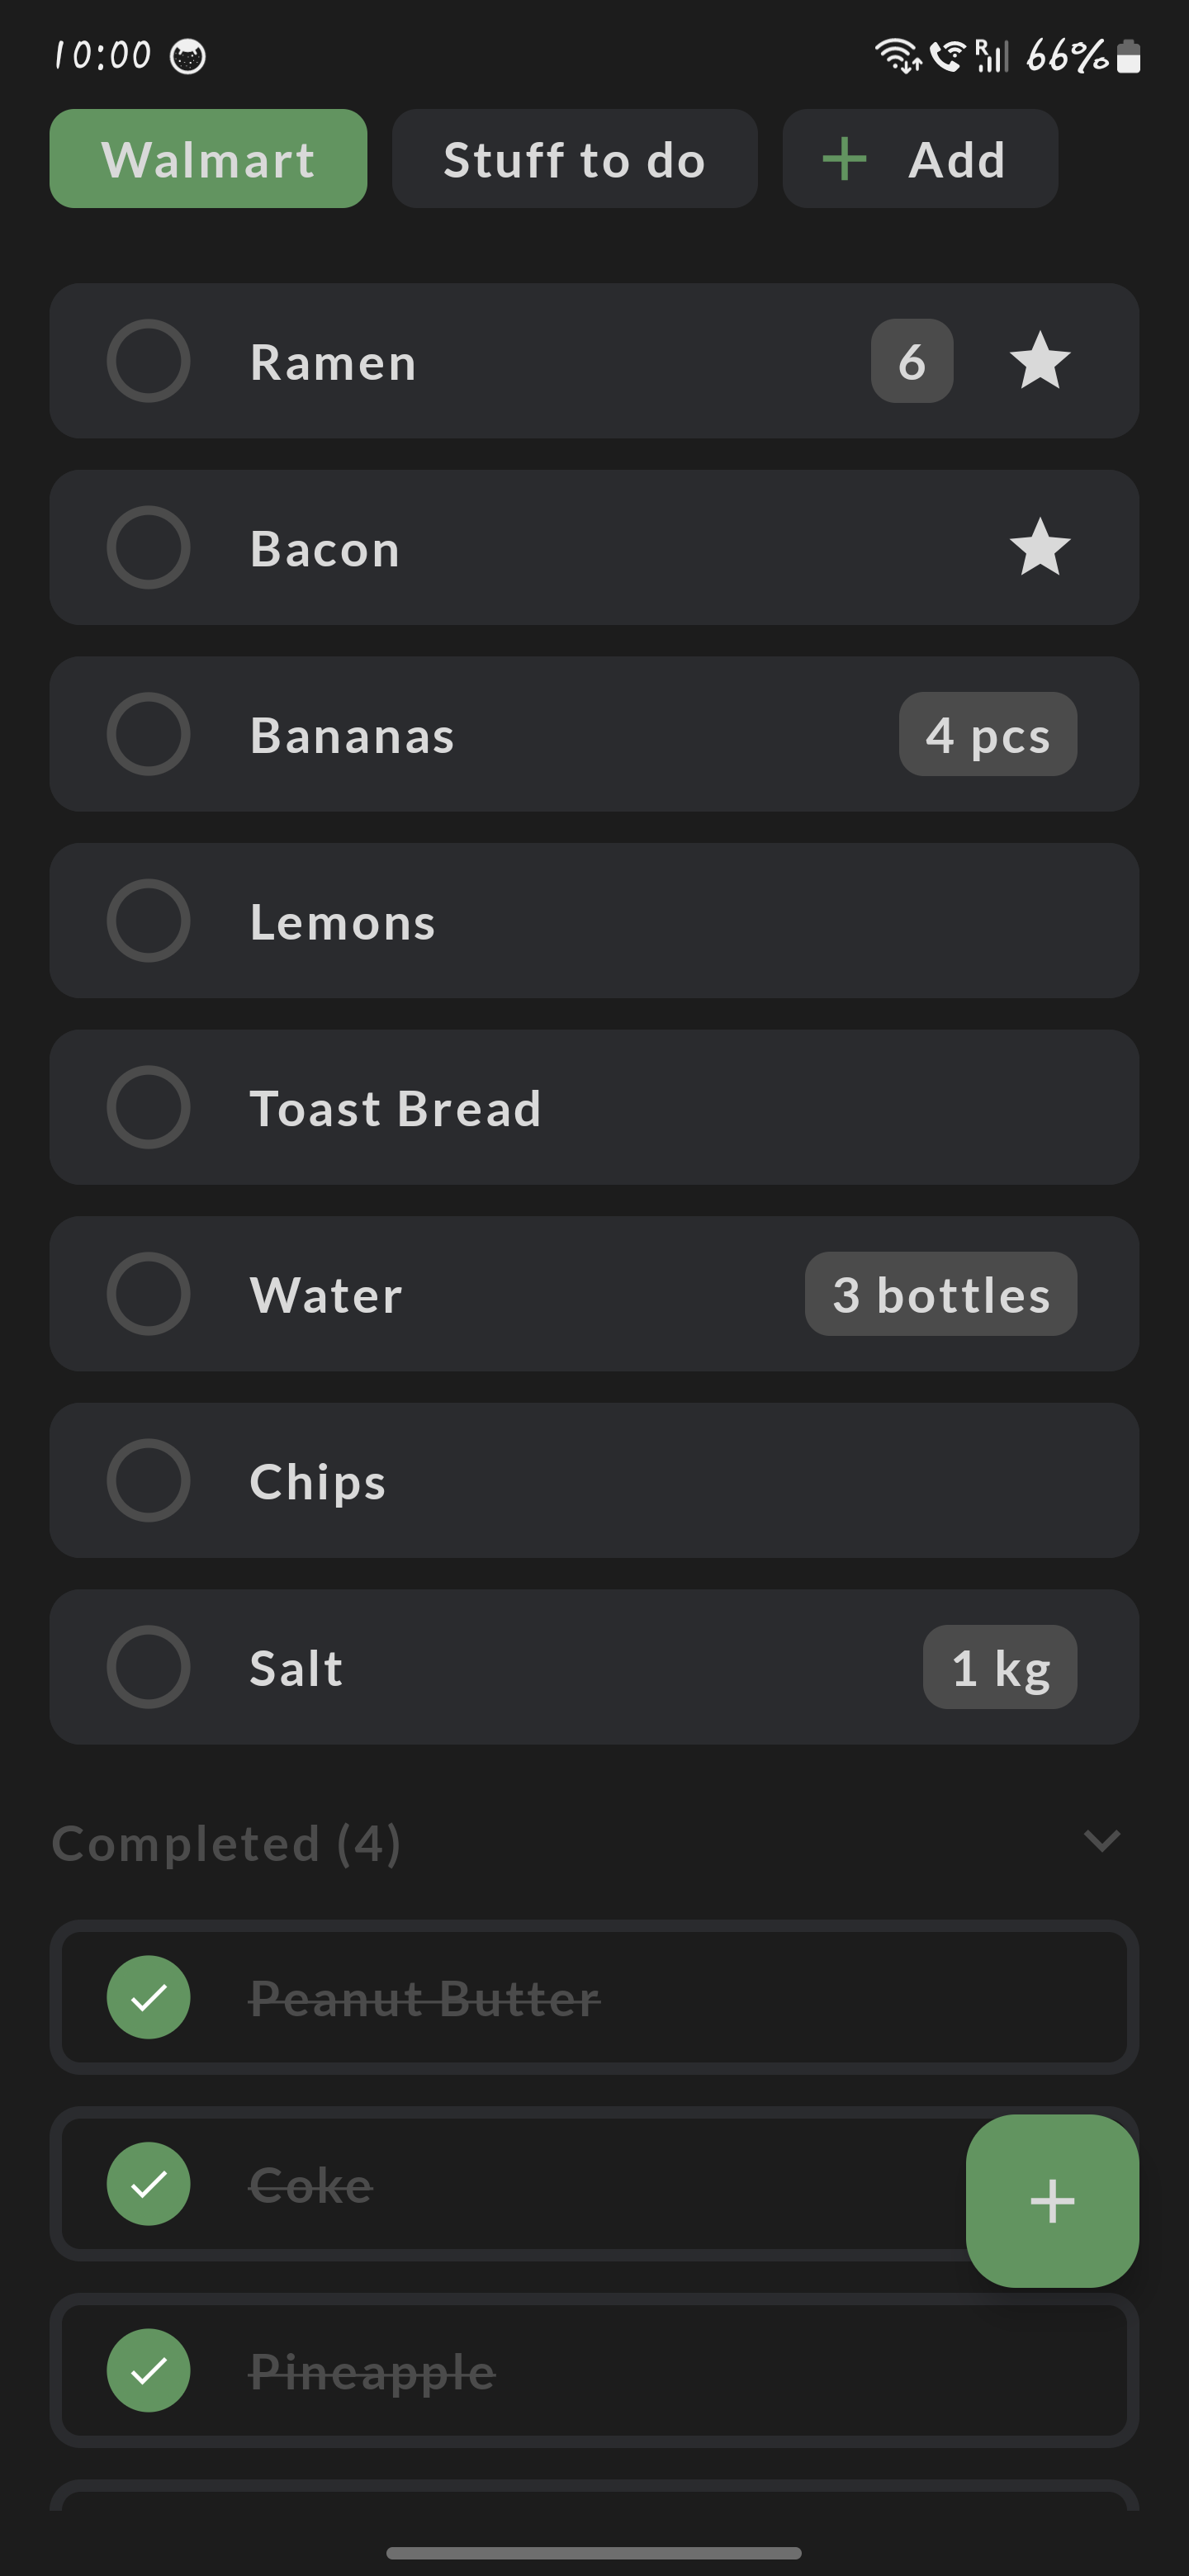 10:00 R 66%
Walmart Stuff to do + Add
Ramen 6
Bacon
Bananas 4 pcs
Lemons
Toast Bread
Water 3 bottles
Chips
Salt 1 kg
Completed (4)
Peanut Butter
Coke
Pineapple